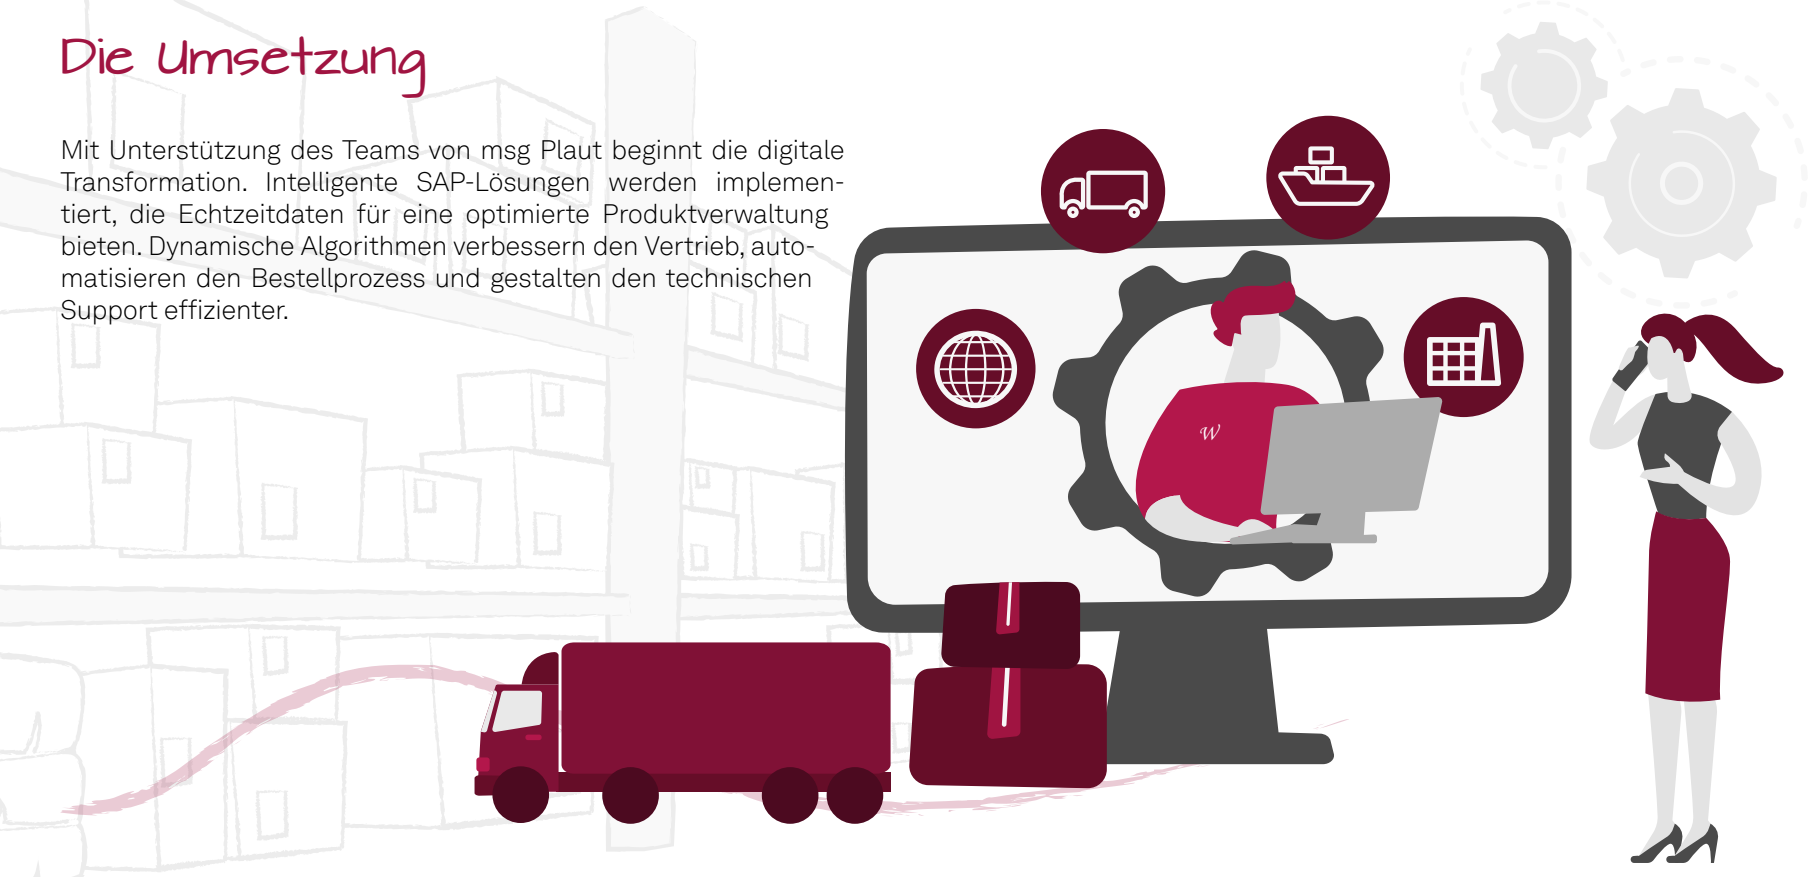 Die Umsetzung
Mit Unterstützung des Teams von msg Plaut beginnt die digitale
Transformation. Intelligente SAP-Lösungen werden implemen-
tiert, die Echtzeitdaten für eine optimierte Produktverwaltung
bieten. Dynamische Algorithmen verbessern den Vertrieb, auto-
matisieren den Bestellprozess und gestalten den technischen
Support effizienter.
W